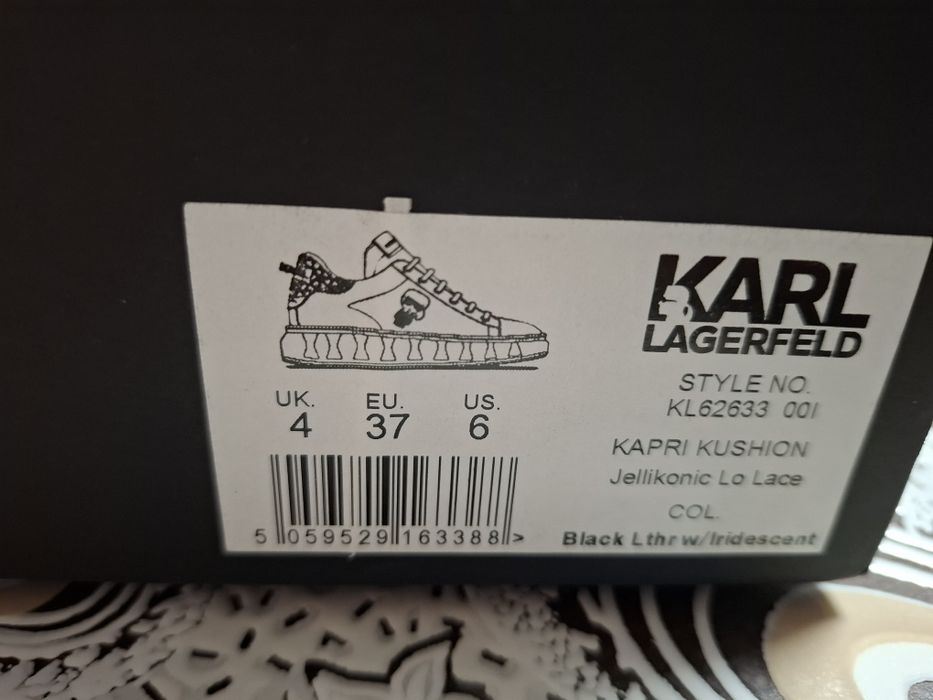 KARL
LAGERFELD
STYLE NO.
KL62633 00I
KAPRI KUSHION
Jellikonic Lo Lace
COL.
Black Lthr w/Iridescent
UK. EU. US.
4 37 6
5 059529 163388 >